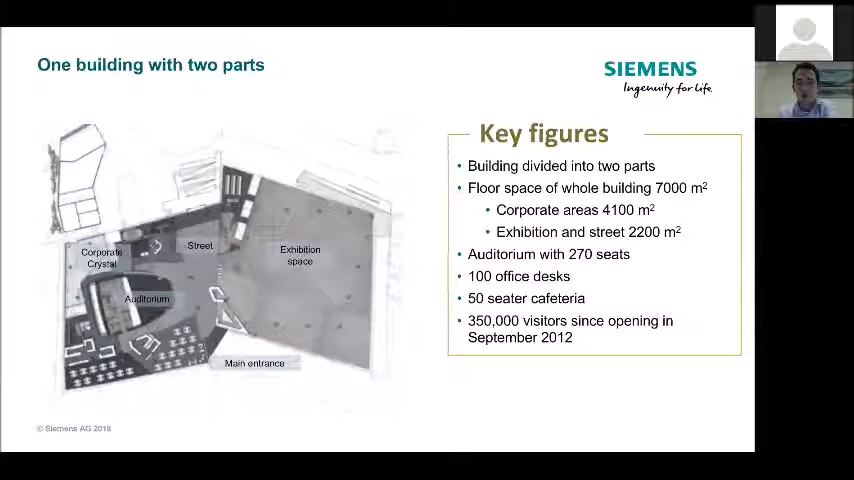 One building with two parts
SIEMENS
Ingenuity for life
Key figures
• Building divided into two parts
• Floor space of whole building 7000 m²
• Corporate areas 4100 m²
• Exhibition and street 2200 m²
• Auditorium with 270 seats
• 100 office desks
• 50 seater cafeteria
• 350,000 visitors since opening in
September 2012
Corporate
Crystal
Street
Exhibition
space
Auditorium
Main entrance
© Siemens AG 2018